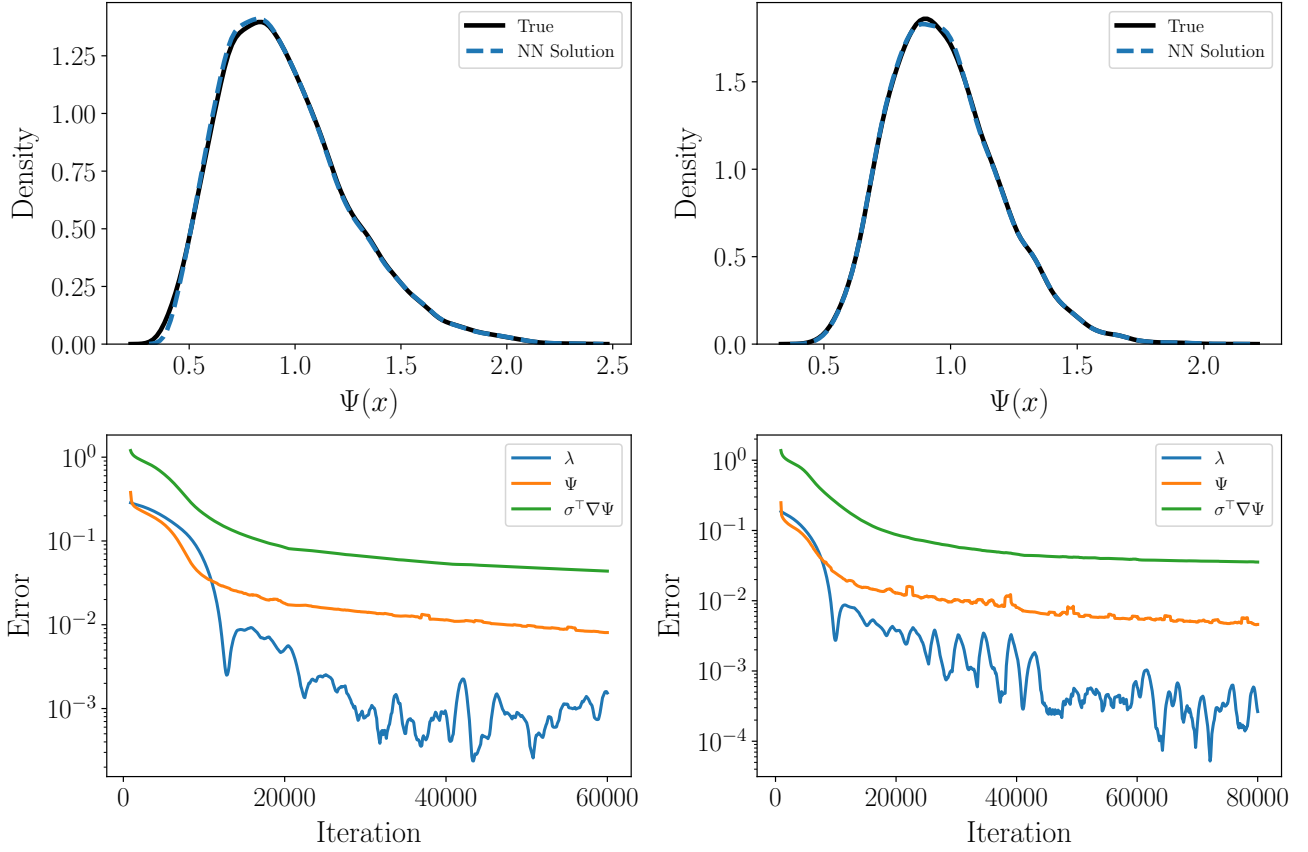 True
NN Solution
Density
1.25
1.00
0.75
0.50
0.25
0.00
0.5
1.0
1.5
2.0
2.5
Ψ(x)
True
NN Solution
Density
1.5
1.0
0.5
0.0
0.5
1.0
1.5
2.0
Ψ(x)
λ
Ψ
σ⊤∇Ψ
Error
10⁰
10⁻¹
10⁻²
10⁻³
0
20000
40000
60000
Iteration
λ
Ψ
σ⊤∇Ψ
Error
10⁰
10⁻¹
10⁻²
10⁻³
10⁻⁴
0
20000
40000
60000
80000
Iteration